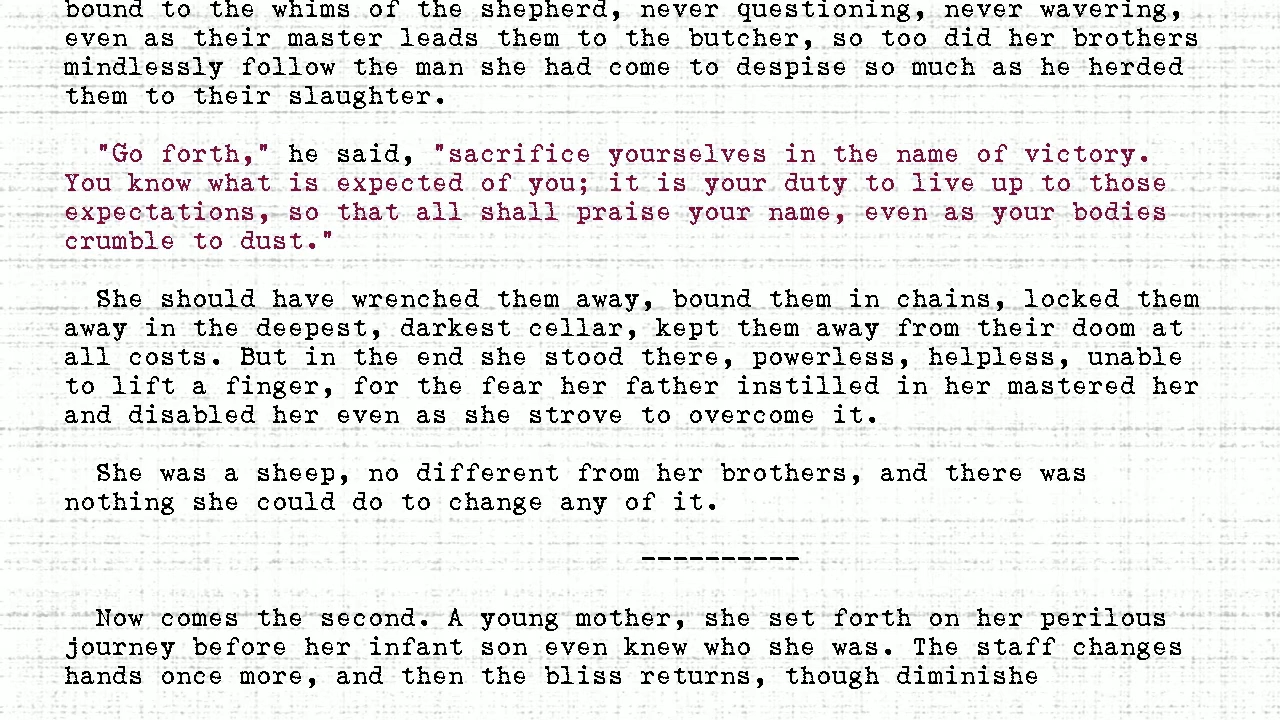 bound to the whims of the shepherd, never questioning, never wavering,
even as their master leads them to the butcher, so too did her brothers
mindlessly follow the man she had come to despise so much as he herded
them to their slaughter.
"Go forth," he said, "sacrifice yourselves in the name of victory.
You know what is expected of you; it is your duty to live up to those
expectations, so that all shall praise your name, even as your bodies
crumble to dust."
She should have wrenched them away, bound them in chains, locked them
away in the deepest, darkest cellar, kept them away from their doom at
all costs. But in the end she stood there, powerless, helpless, unable
to lift a finger, for the fear her father instilled in her mastered her
and disabled her even as she strove to overcome it.
She was a sheep, no different from her brothers, and there was
nothing she could do to change any of it.
----------
Now comes the second. A young mother, she set forth on her perilous
journey before her infant son even knew who she was. The staff changes
hands once more, and then the bliss returns, though diminishe